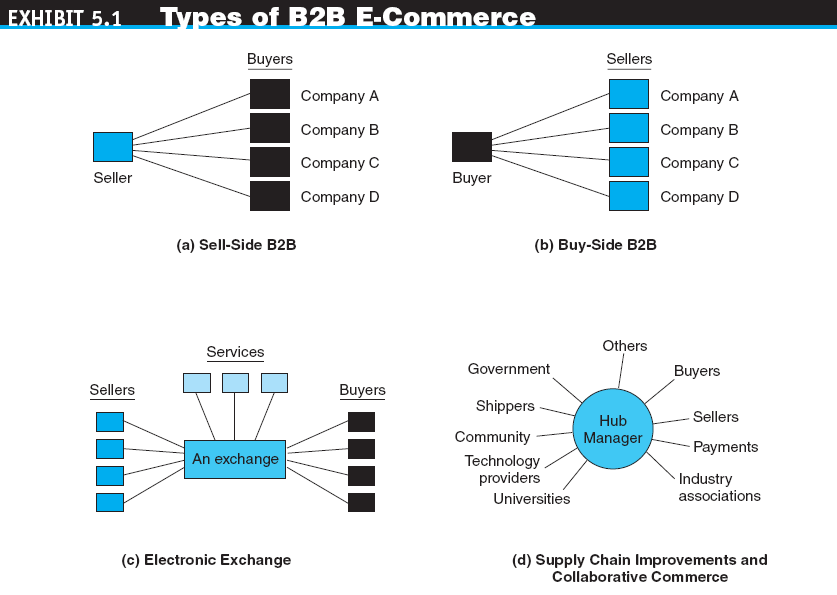 EXHIBIT 5.1 Types of B2B E-Commerce
Buyers
Company A
Company B
Company C
Company D
Seller
(a) Sell-Side B2B
Sellers
Company A
Company B
Company C
Company D
Buyer
(b) Buy-Side B2B
Services
Sellers
Buyers
An exchange
(c) Electronic Exchange
Others
Government
Buyers
Shippers
Sellers
Hub
Manager
Community
Payments
Technology
providers
Industry
associations
Universities
(d) Supply Chain Improvements and
Collaborative Commerce